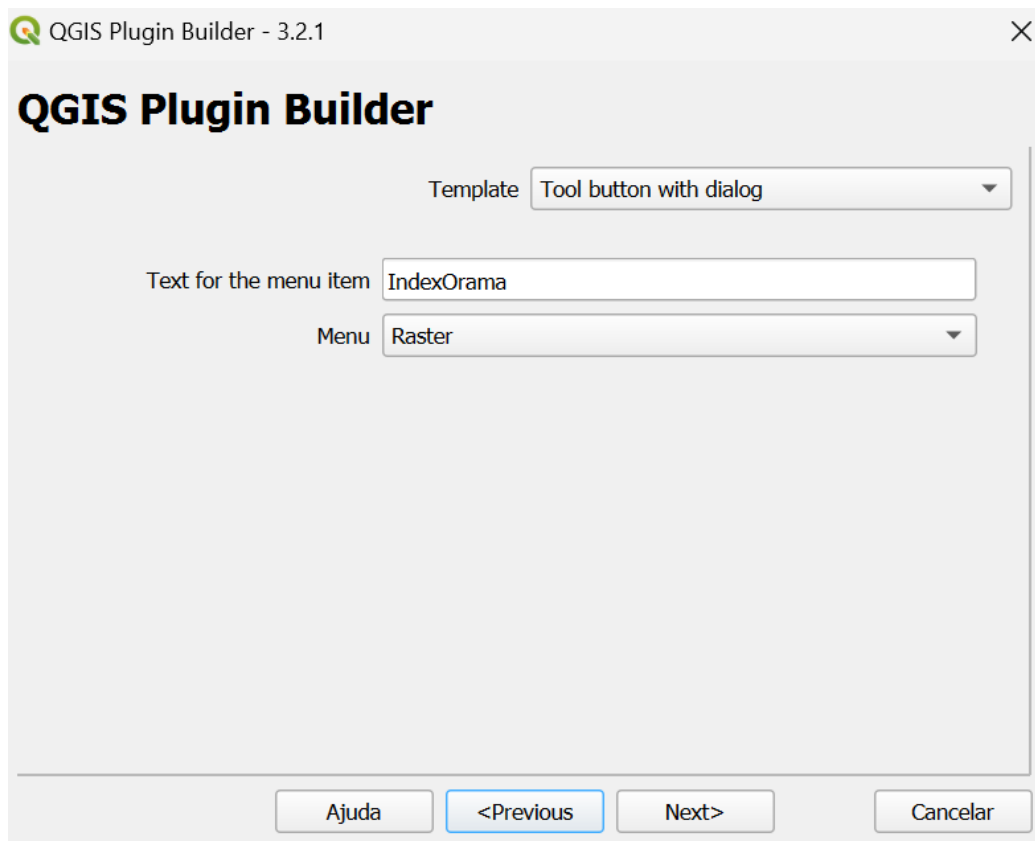 QGIS Plugin Builder - 3.2.1
QGIS Plugin Builder
Template Tool button with dialog
Text for the menu item IndexOrama
Menu Raster
Ajuda <Previous Next> Cancelar